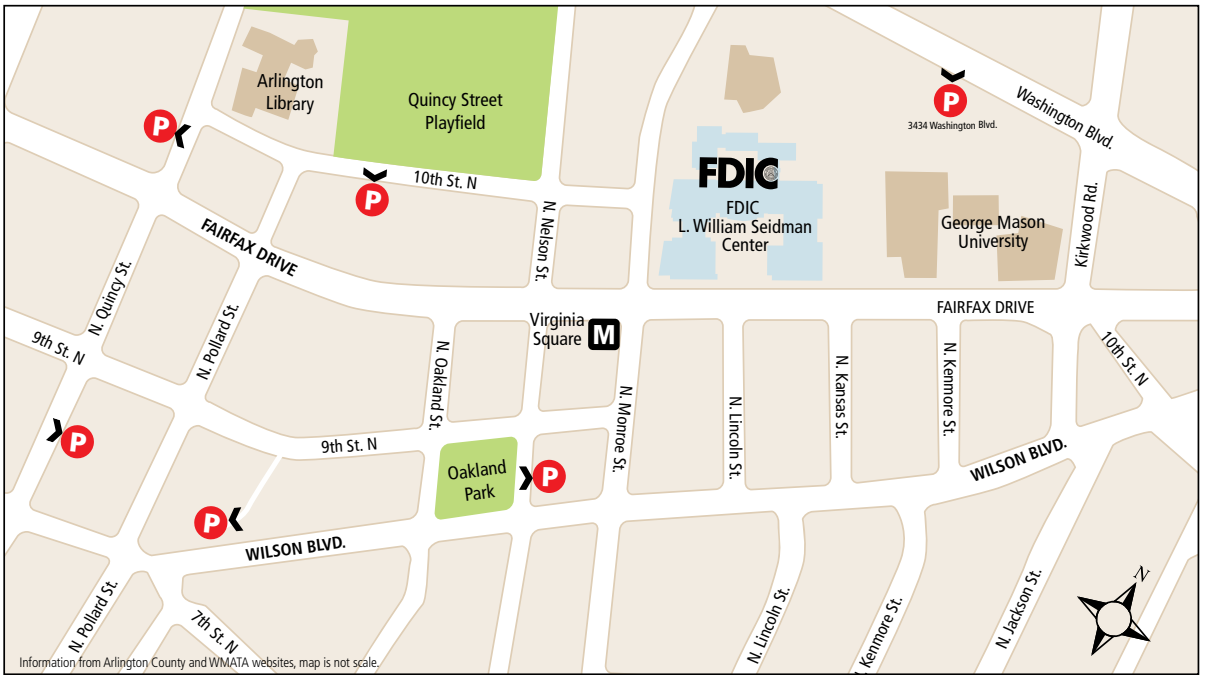 Arlington
Library
Quincy Street
Playfield
P
3434 Washington Blvd.
Washington Blvd.
P
P
10th St. N
FDIC
FDIC
L. William Seidman
Center
George Mason
University
Kirkwood Rd.
N. Nelson St.
FAIRFAX DRIVE
FAIRFAX DRIVE
N. Quincy St.
N. Pollard St.
9th St. N
Virginia
Square
M
N. Oakland St.
N. Monroe St.
N. Lincoln St.
N. Kansas St.
N. Kenmore St.
10th St. N
P
9th St. N
Oakland
Park
P
WILSON BLVD.
P
WILSON BLVD.
N. Pollard St.
7th St. N
N. Lincoln St.
. Kenmore St.
N. Jackson St.
N
Information from Arlington County and WMATA websites, map is not scale.